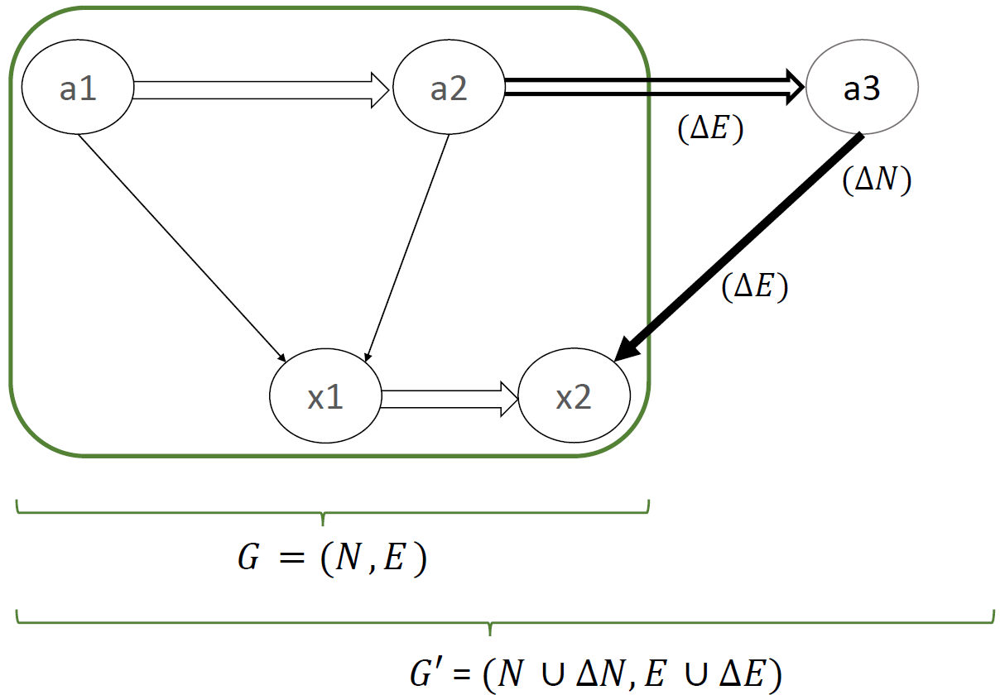 a1 a2 a3
(ΔE)
(ΔN)
(ΔE)
x1 x2
G = (N, E)
G′ = (N ∪ ΔN, E ∪ ΔE)